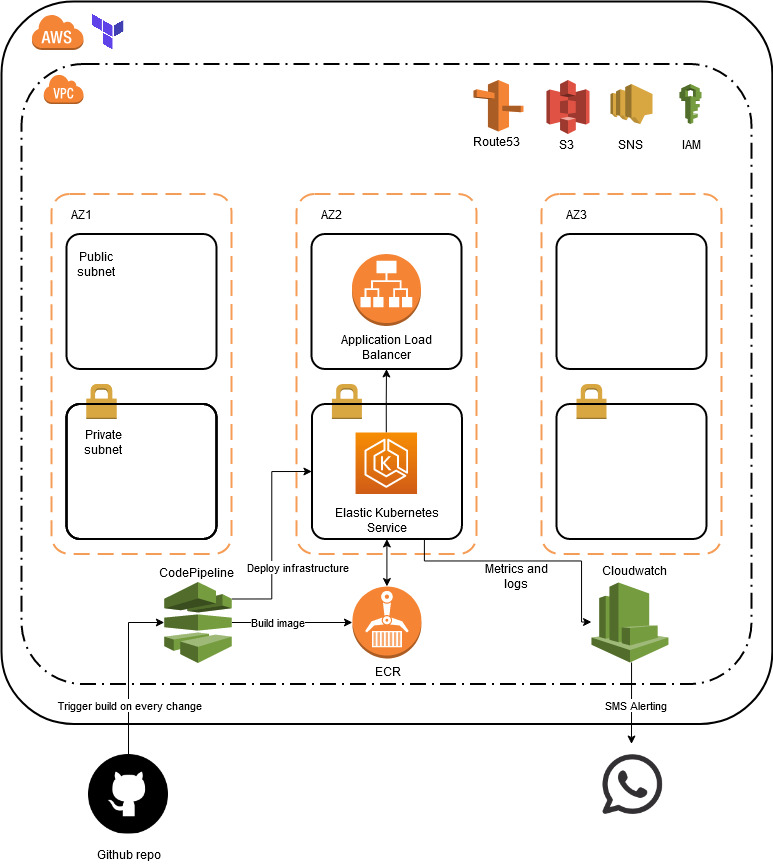 AWS
VPC
Route53
S3
SNS
IAM
AZ1
AZ2
AZ3
Public
subnet
Application Load
Balancer
Private
subnet
K
Elastic Kubernetes
Service
CodePipeline
Deploy infrastructure
Metrics and
logs
Cloudwatch
Build image
ECR
Trigger build on every change
SMS Alerting
Github repo